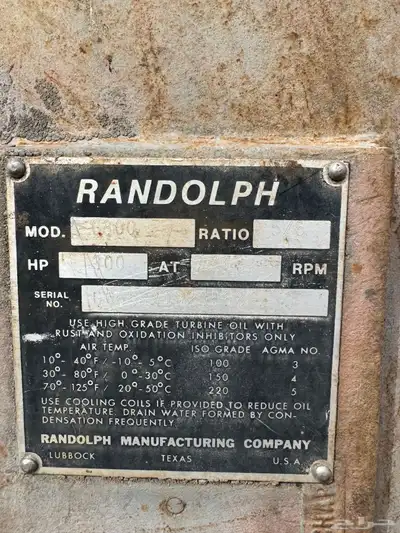 RANDOLPH
MOD. RATIO
HP AT RPM
SERIAL
NO.
USE HIGH GRADE TURBINE OIL WITH
RUST AND OXIDATION INHIBITORS ONLY
AIR TEMP. ISO GRADE AGMA NO.
10°- 40°F / -10°- 5°C 100 3
30°- 80°F / 0°-30°C 150 4
70°-125°F / 20°-50°C 220 5
USE COOLING COILS IF PROVIDED TO REDUCE OIL
TEMPERATURE. DRAIN WATER FORMED BY CON-
DENSATION FREQUENTLY.
RANDOLPH MANUFACTURING COMPANY
LUBBOCK TEXAS U.S.A.
حراج